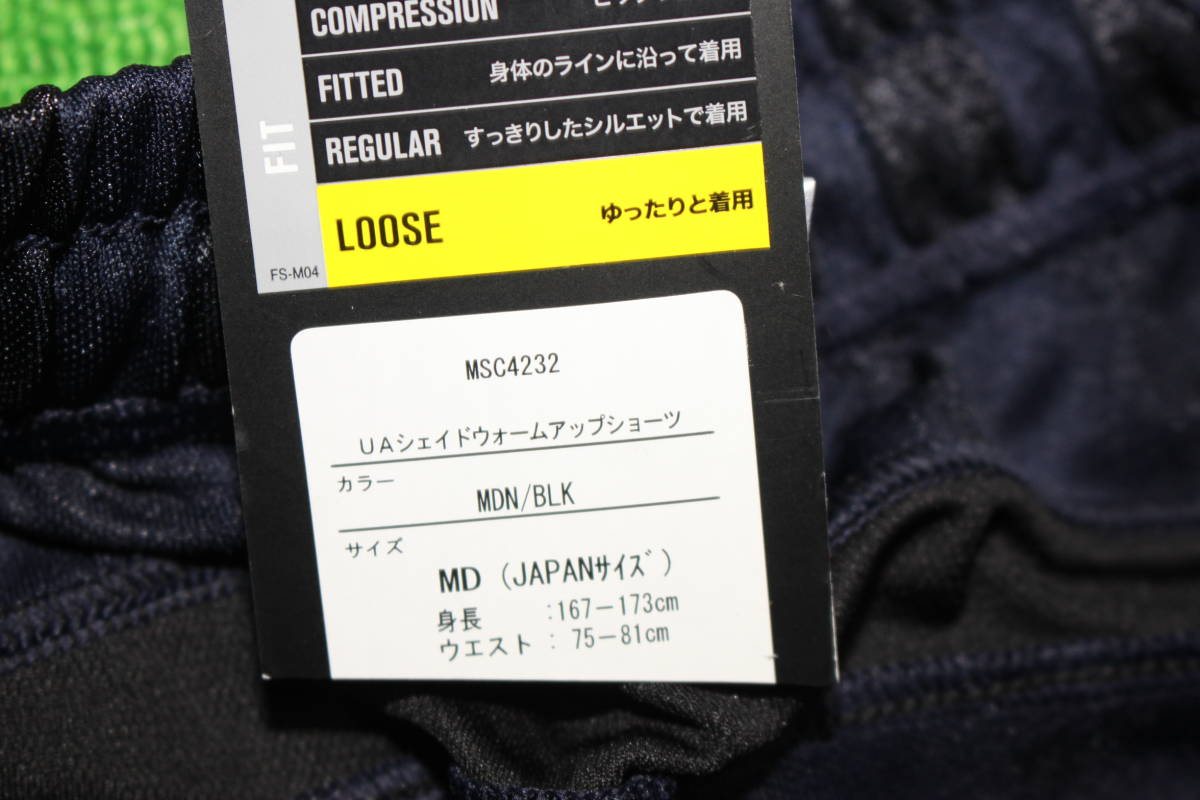 COMPRESSION
FITTED 身体のラインに沿って着用
REGULAR すっきりしたシルエットで着用
LOOSE ゆったりと着用
FIT
FS-M04
MSC4232
UAシェイドウォームアップショーツ
カラー
MDN/BLK
サイズ
MD (JAPANサイズ)
身長 :167-173cm
ウエスト : 75-81cm